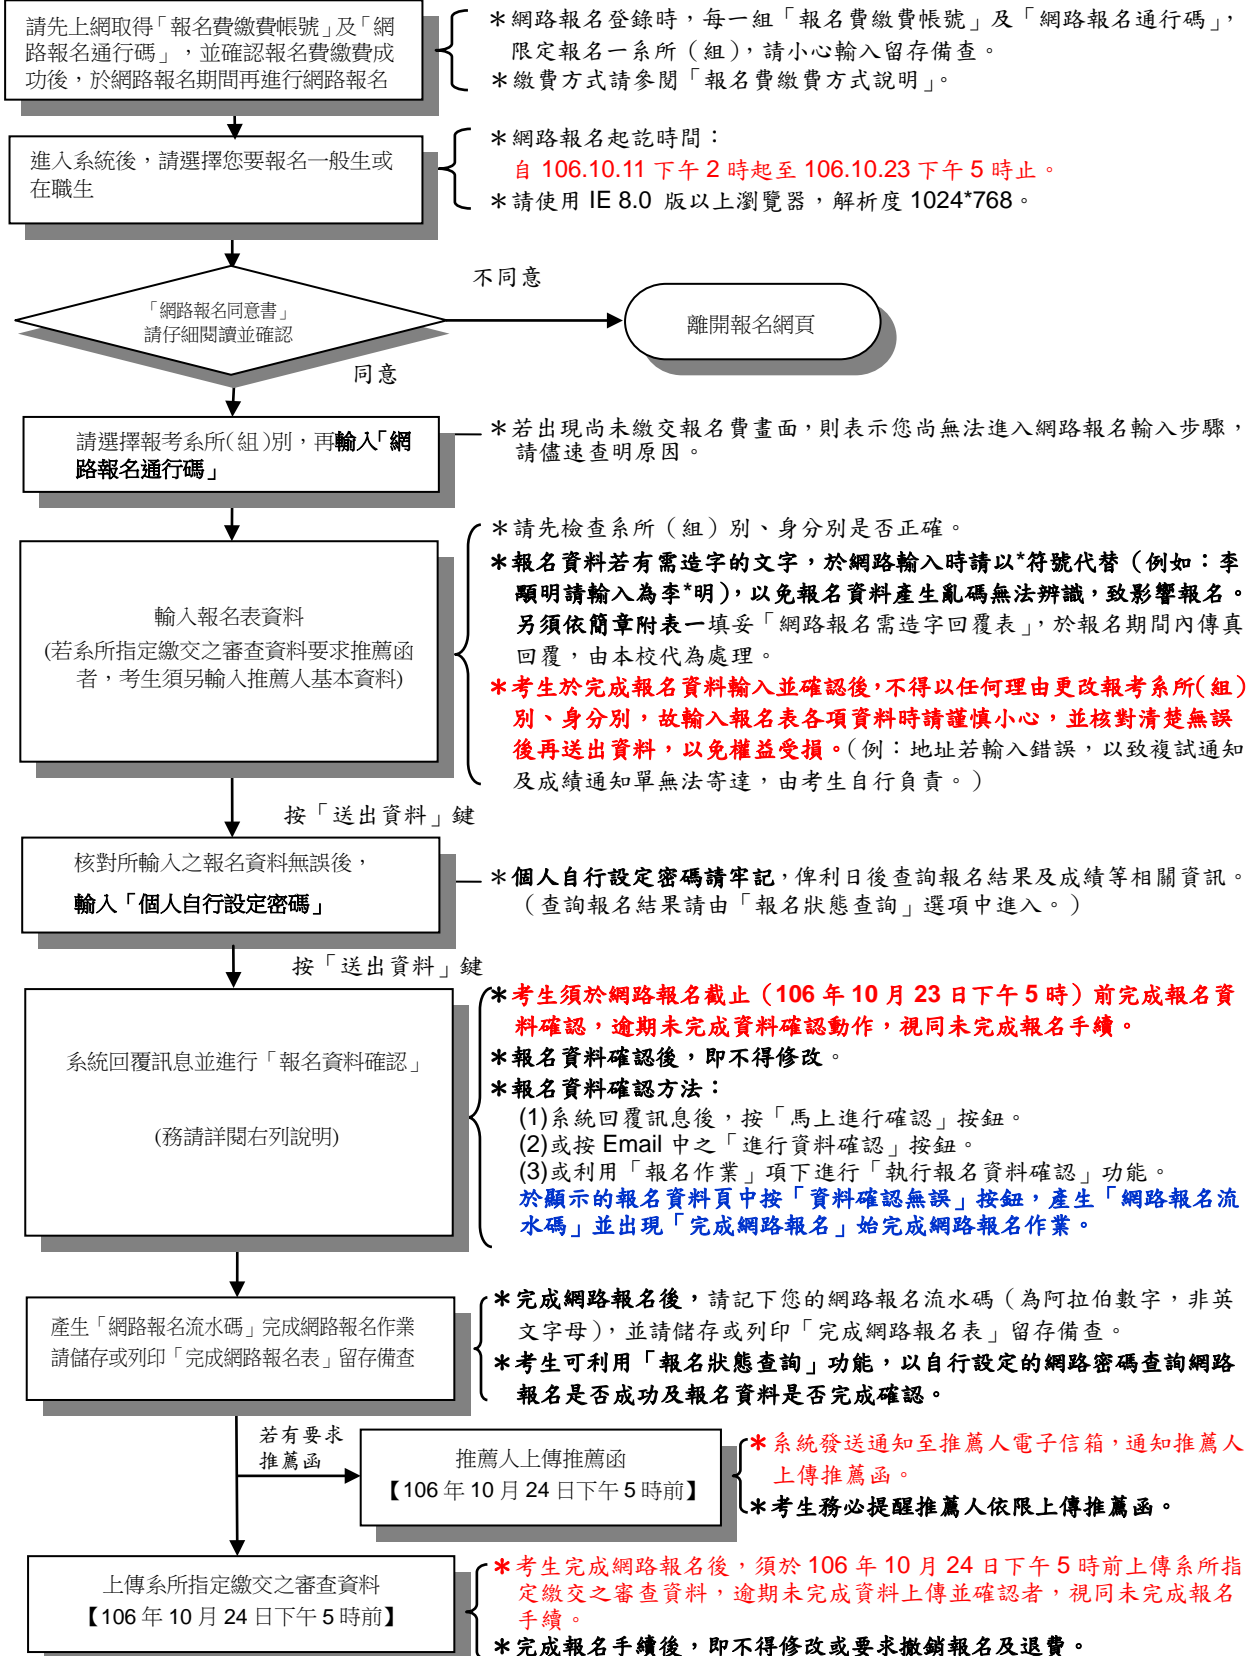 請先上網取得「報名費繳費帳號」及「網
路報名通行碼」，並確認報名費繳費成
功後，於網路報名期間再進行網路報名
＊網路報名登錄時，每一組「報名費繳費帳號」及「網路報名通行碼」，
限定報名一系所（組），請小心輸入留存備查。
＊繳費方式請參閱「報名費繳費方式說明」。
進入系統後，請選擇您要報名一般生或
在職生
＊網路報名起訖時間：
自 106.10.11 下午 2 時起至 106.10.23 下午 5 時止。
＊請使用 IE 8.0 版以上瀏覽器，解析度 1024*768。
「網路報名同意書」
請仔細閱讀並確認
不同意
離開報名網頁
同意
請選擇報考系所(組)別，再輸入「網
路報名通行碼」
＊若出現尚未繳交報名費畫面，則表示您尚無法進入網路報名輸入步驟，
請儘速查明原因。
輸入報名表資料
(若系所指定繳交之審查資料要求推薦函
者，考生須另輸入推薦人基本資料)
＊請先檢查系所（組）別、身分別是否正確。
＊報名資料若有需造字的文字，於網路輸入時請以*符號代替（例如：李
顯明請輸入為李*明），以免報名資料產生亂碼無法辨識，致影響報名。
另須依簡章附表一填妥「網路報名需造字回覆表」，於報名期間內傳真
回覆，由本校代為處理。
＊考生於完成報名資料輸入並確認後，不得以任何理由更改報考系所（組）
別、身分別，故輸入報名表各項資料時請謹慎小心，並核對清楚無誤
後再送出資料，以免權益受損。（例：地址若輸入錯誤，以致複試通知
及成績通知單無法寄達，由考生自行負責。）
按「送出資料」鍵
核對所輸入之報名資料無誤後，
輸入「個人自行設定密碼」
＊個人自行設定密碼請牢記，俾利日後查詢報名結果及成績等相關資訊。
（查詢報名結果請由「報名狀態查詢」選項中進入。）
按「送出資料」鍵
系統回覆訊息並進行「報名資料確認」
(務請詳閱右列說明)
＊考生須於網路報名截止（106 年 10 月 23 日下午 5 時）前完成報名資
料確認，逾期未完成資料確認動作，視同未完成報名手續。
＊報名資料確認後，即不得修改。
＊報名資料確認方法：
(1)系統回覆訊息後，按「馬上進行確認」按鈕。
(2)或按 Email 中之「進行資料確認」按鈕。
(3)或利用「報名作業」項下進行「執行報名資料確認」功能。
於顯示的報名資料頁中按「資料確認無誤」按鈕，產生「網路報名流
水碼」並出現「完成網路報名」始完成網路報名作業。
產生「網路報名流水碼」完成網路報名作業
請儲存或列印「完成網路報名表」留存備查
＊完成網路報名後，請記下您的網路報名流水碼（為阿拉伯數字，非英
文字母），並請儲存或列印「完成網路報名表」留存備查。
＊考生可利用「報名狀態查詢」功能，以自行設定的網路密碼查詢網路
報名是否成功及報名資料是否完成確認。
若有要求
推薦函
推薦人上傳推薦函
【106 年 10 月 24 日下午 5 時前】
＊系統發送通知至推薦人電子信箱，通知推薦人
上傳推薦函。
＊考生務必提醒推薦人依限上傳推薦函。
上傳系所指定繳交之審查資料
【106 年 10 月 24 日下午 5 時前】
＊考生完成網路報名後，須於 106 年 10 月 24 日下午 5 時前上傳系所指
定繳交之審查資料，逾期未完成資料上傳並確認者，視同未完成報名
手續。
＊完成報名手續後，即不得修改或要求撤銷報名及退費。